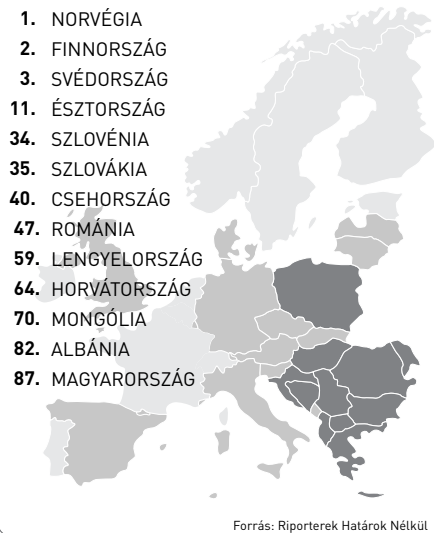 1. NORVÉGIA
2. FINNORSZÁG
3. SVÉDORSZÁG
11. ÉSZTORSZÁG
34. SZLOVÉNIA
35. SZLOVÁKIA
40. CSEHORSZÁG
47. ROMÁNIA
59. LENGYELORSZÁG
64. HORVÁTORSZÁG
70. MONGÓLIA
82. ALBÁNIA
87. MAGYARORSZÁG
Forrás: Riporterek Határok Nélkül